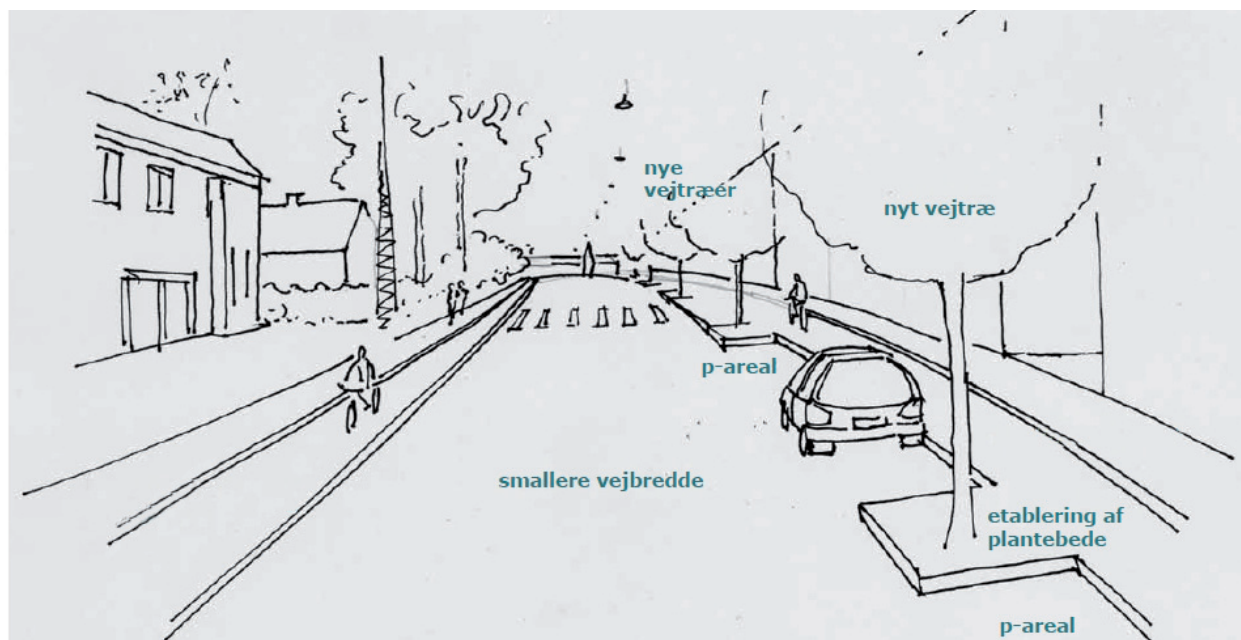 nye
vejtræér
nyt vejtræ
p-areal
smallere vejbredde
etablering af
plantebede
p-areal